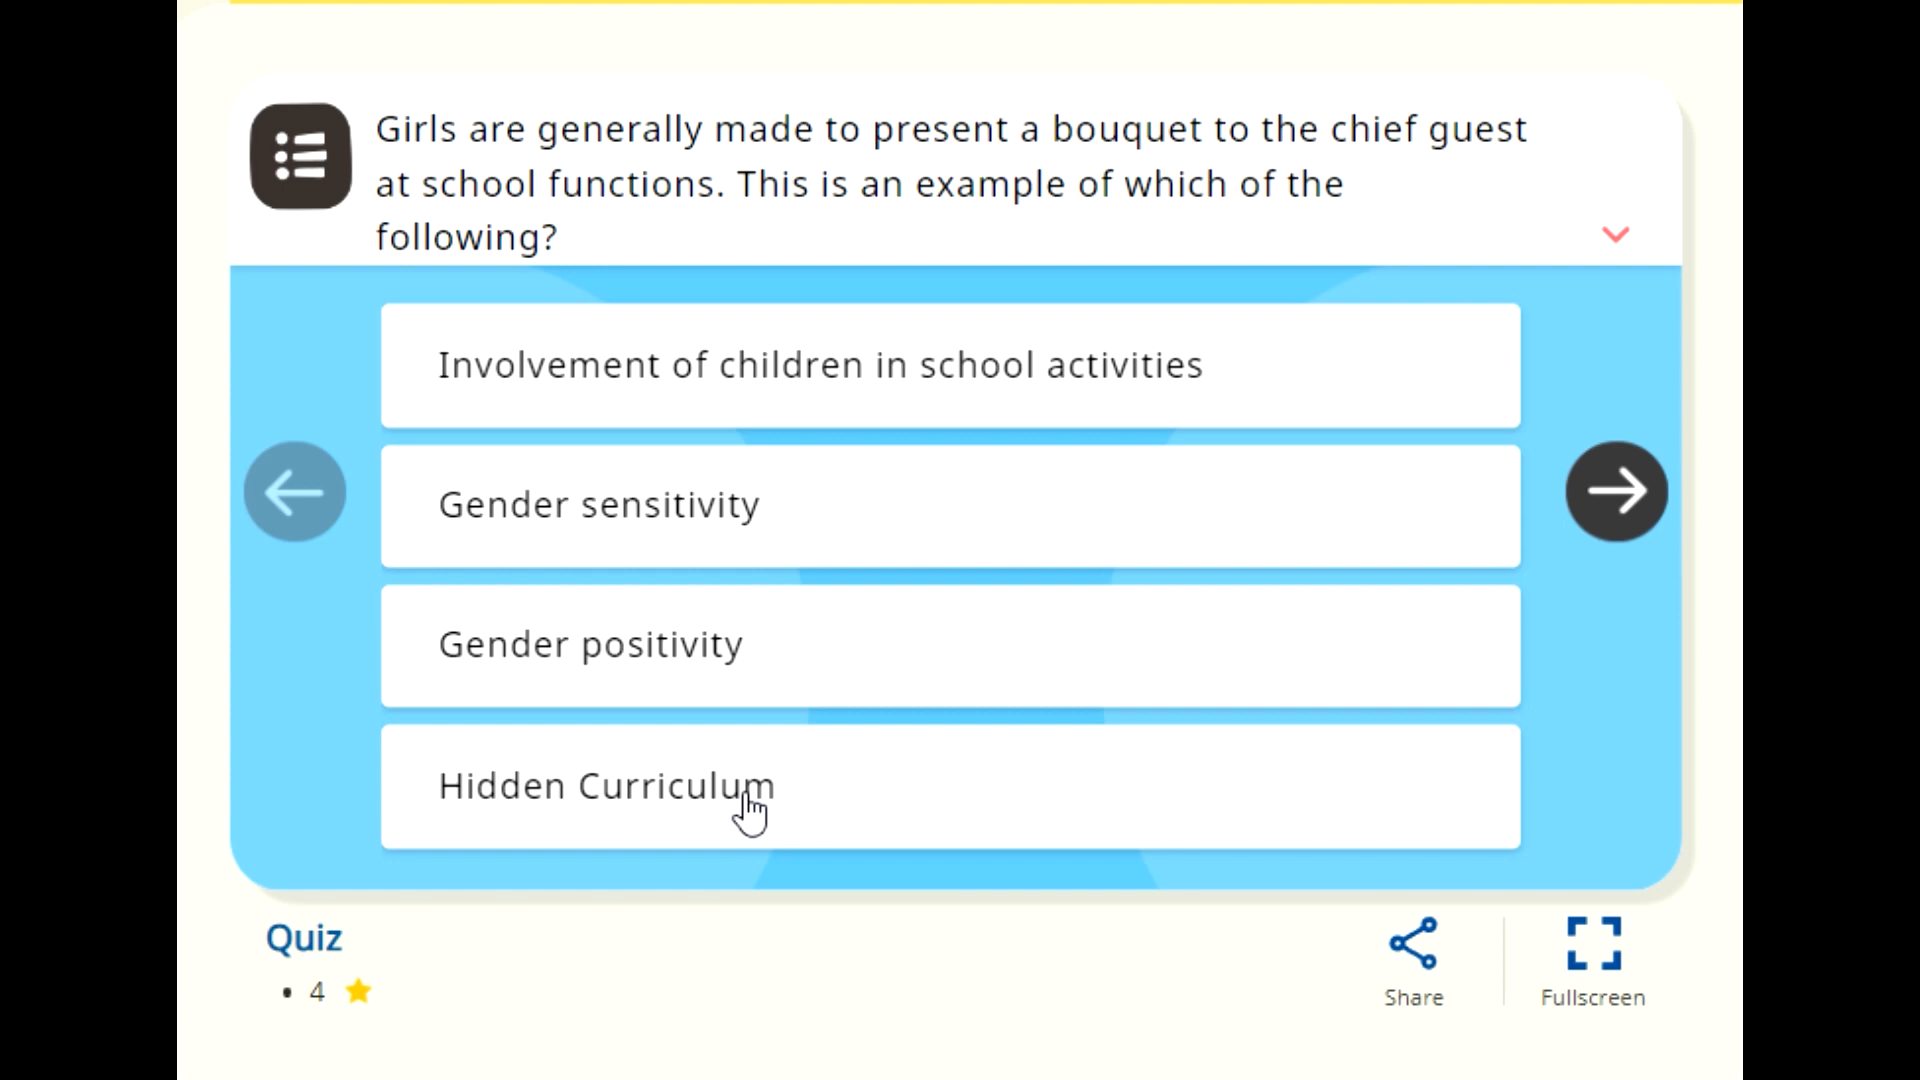 Girls are generally made to present a bouquet to the chief guest
at school functions. This is an example of which of the
following?
Involvement of children in school activities
Gender sensitivity
Gender positivity
Hidden Curriculum
Quiz
• 4
Share
Fullscreen